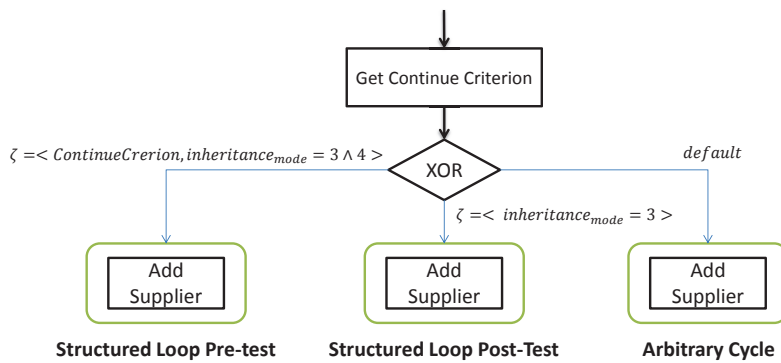 Get Continue Criterion
ζ =< ContinueCrerion, inheritance_mode = 3 ∧ 4 >
XOR
default
ζ =< inheritance_mode = 3 >
Add
Supplier
Add
Supplier
Add
Supplier
Structured Loop Pre-test
Structured Loop Post-Test
Arbitrary Cycle